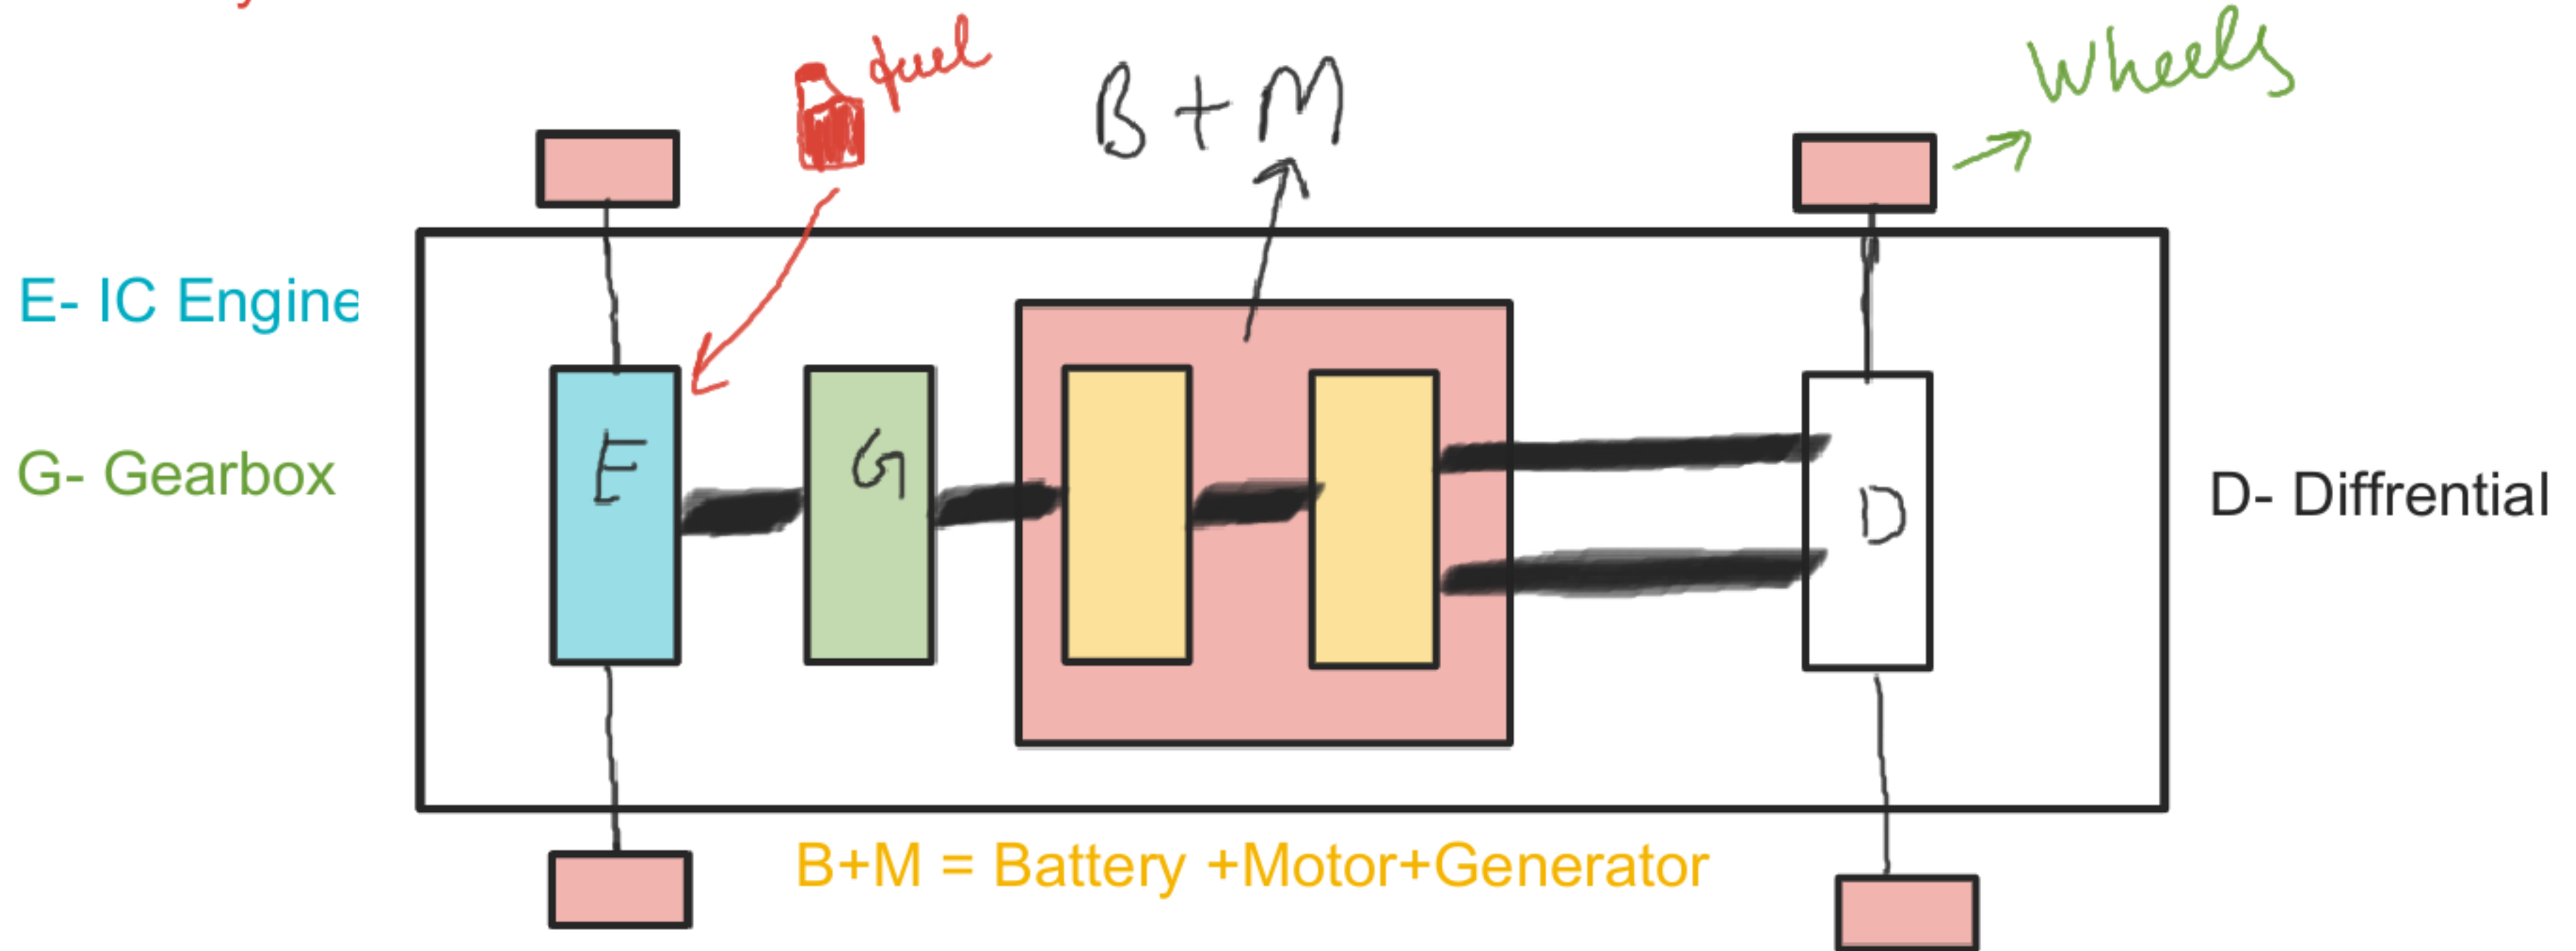 fuel
B+M
Wheels
E- IC Engine
G- Gearbox
E
G
D
D- Diffrential
B+M = Battery +Motor+Generator